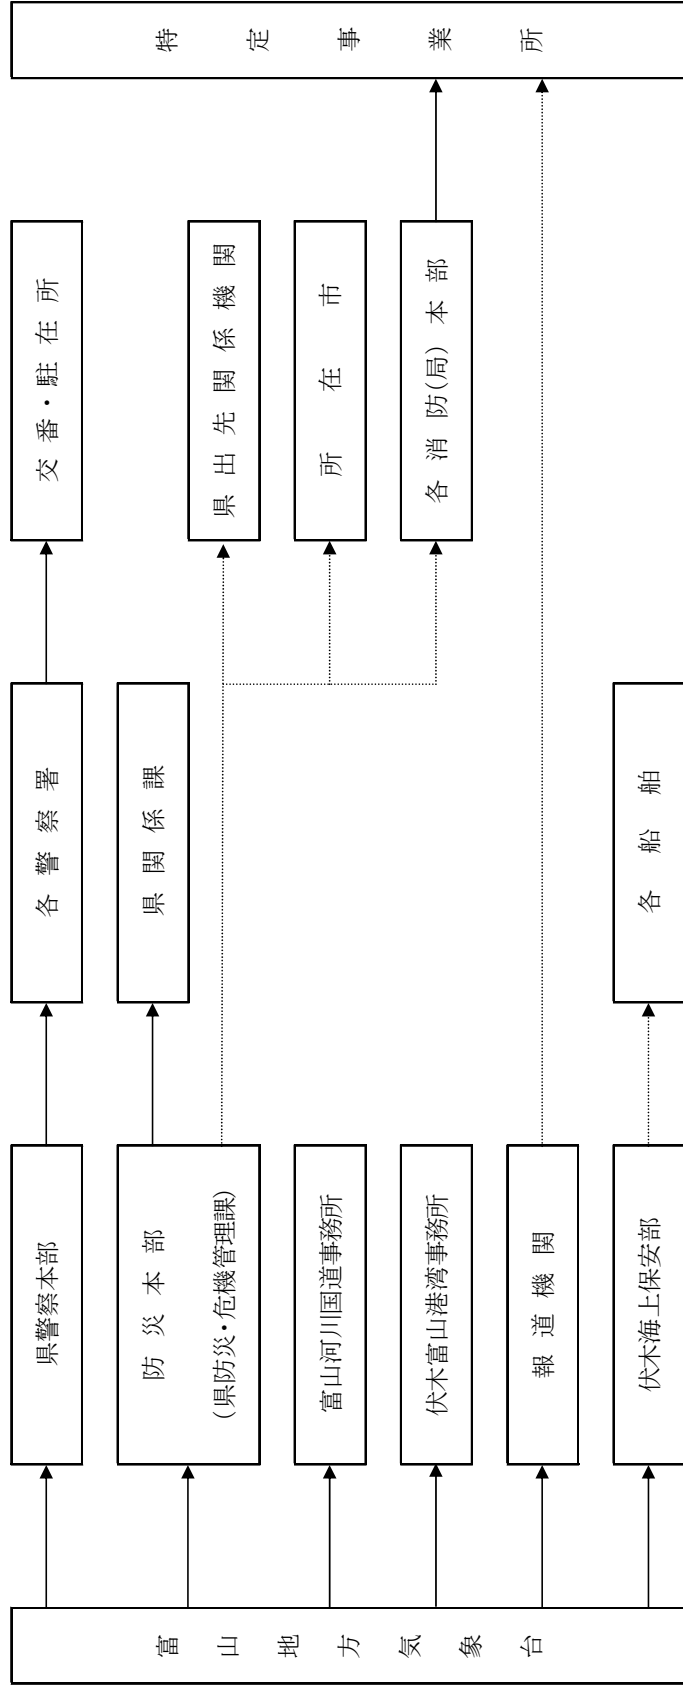 富山地方気象台
県警察本部
防災本部
(県防災・危機管理課)
富山河川国道事務所
伏木富山港湾事務所
報道機関
伏木海上保安部
各警察署
県関係課
各船舶
交番・駐在所
県出先関係機関
所在市
各消防(局)本部
特定事業所